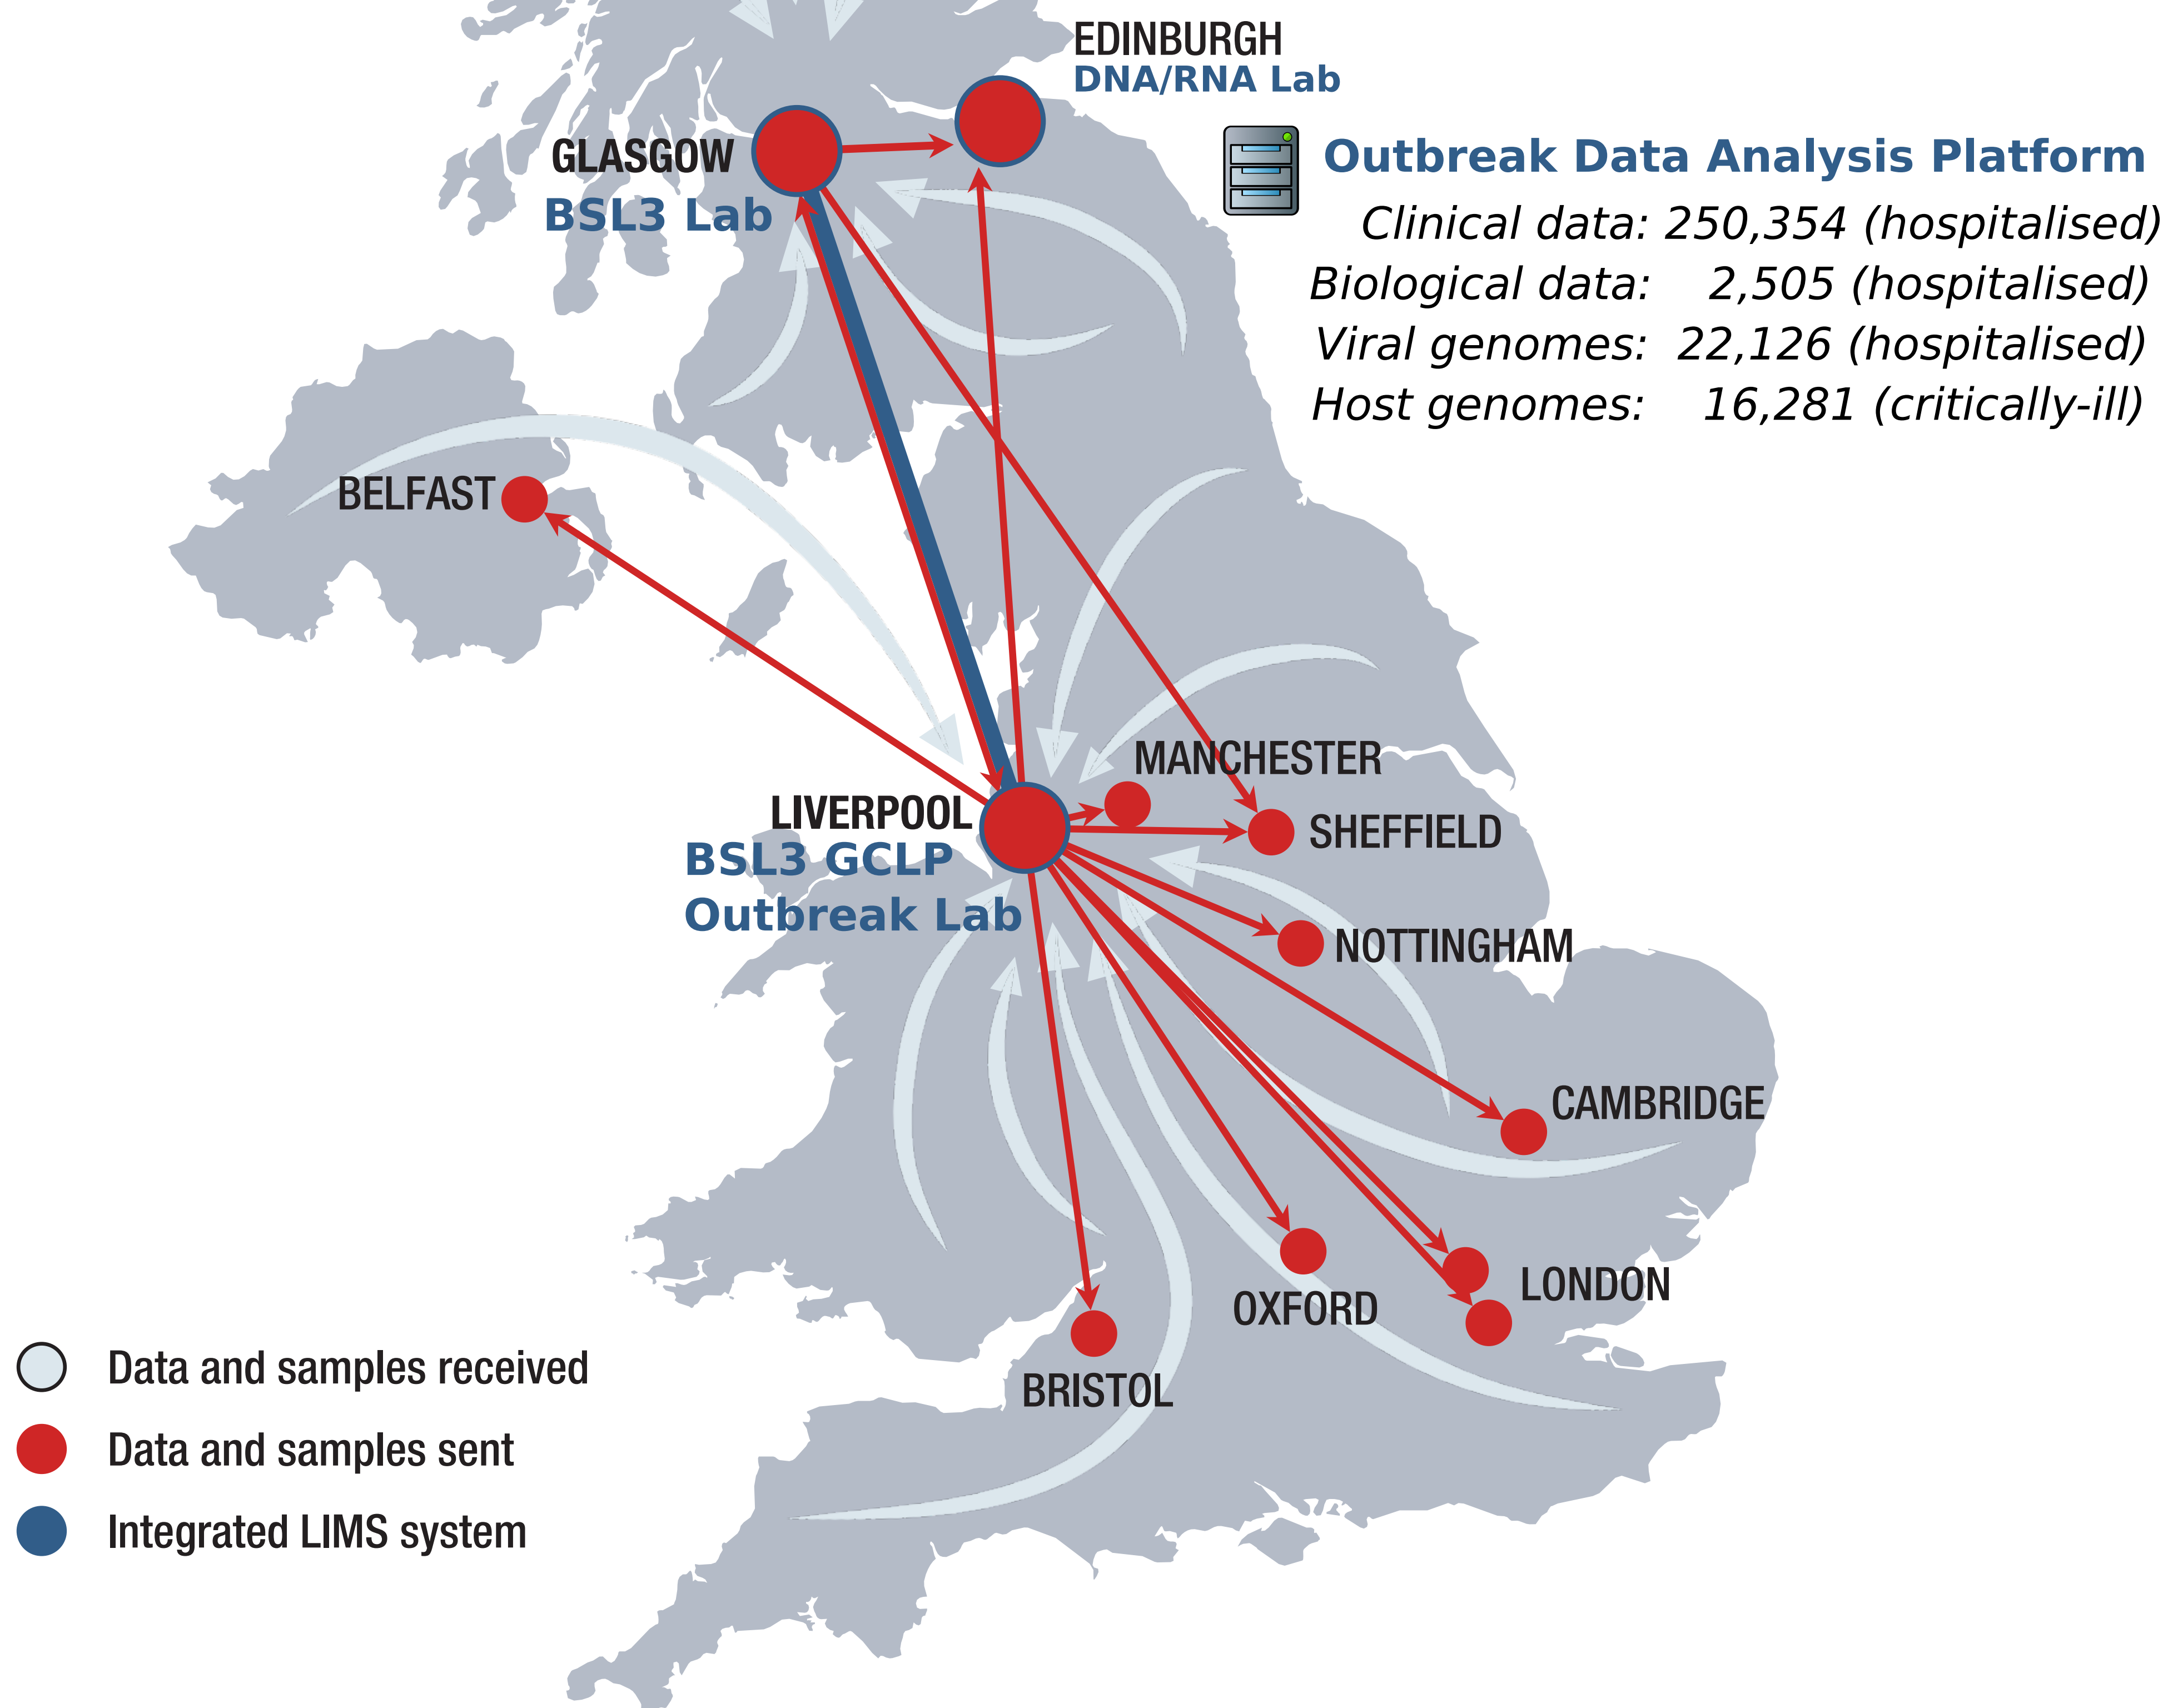 EDINBURGH
DNA/RNA Lab
GLASGOW
BSL3 Lab
Outbreak Data Analysis Platform
Clinical data: 250,354 (hospitalised)
Biological data: 2,505 (hospitalised)
Viral genomes: 22,126 (hospitalised)
Host genomes: 16,281 (critically-ill)
BELFAST
MANCHESTER
LIVERPOOL
BSL3 GCLP
Outbreak Lab
SHEFFIELD
NOTTINGHAM
CAMBRIDGE
LONDON
OXFORD
BRISTOL
Data and samples received
Data and samples sent
Integrated LIMS system